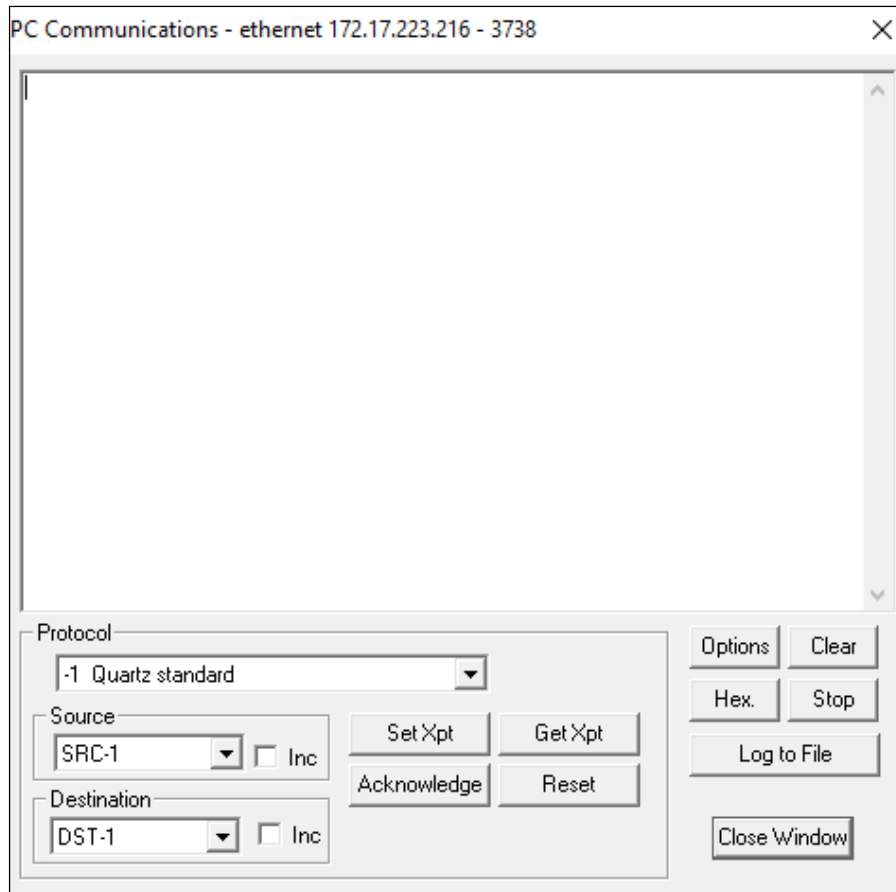 PC Communications - ethernet 172.17.223.216 - 3738
Protocol
-1 Quartz standard
Source
SRC-1
Inc
Destination
DST-1
Inc
Set Xpt
Get Xpt
Acknowledge
Reset
Options
Clear
Hex.
Stop
Log to File
Close Window